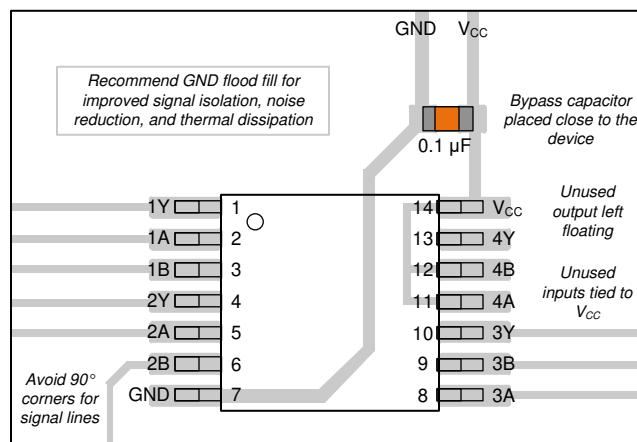 GND
VCC
Recommend GND flood fill for
improved signal isolation, noise
reduction, and thermal dissipation
Bypass capacitor
placed close to the
device
0.1 µF
1Y 1 14 VCC
1A 2 13 4Y
1B 3 12 4B
2Y 4 11 4A
2A 5 10 3Y
2B 6 9 3B
GND 7 8 3A
Unused
output left
floating
Unused
inputs tied to
VCC
Avoid 90°
corners for
signal lines